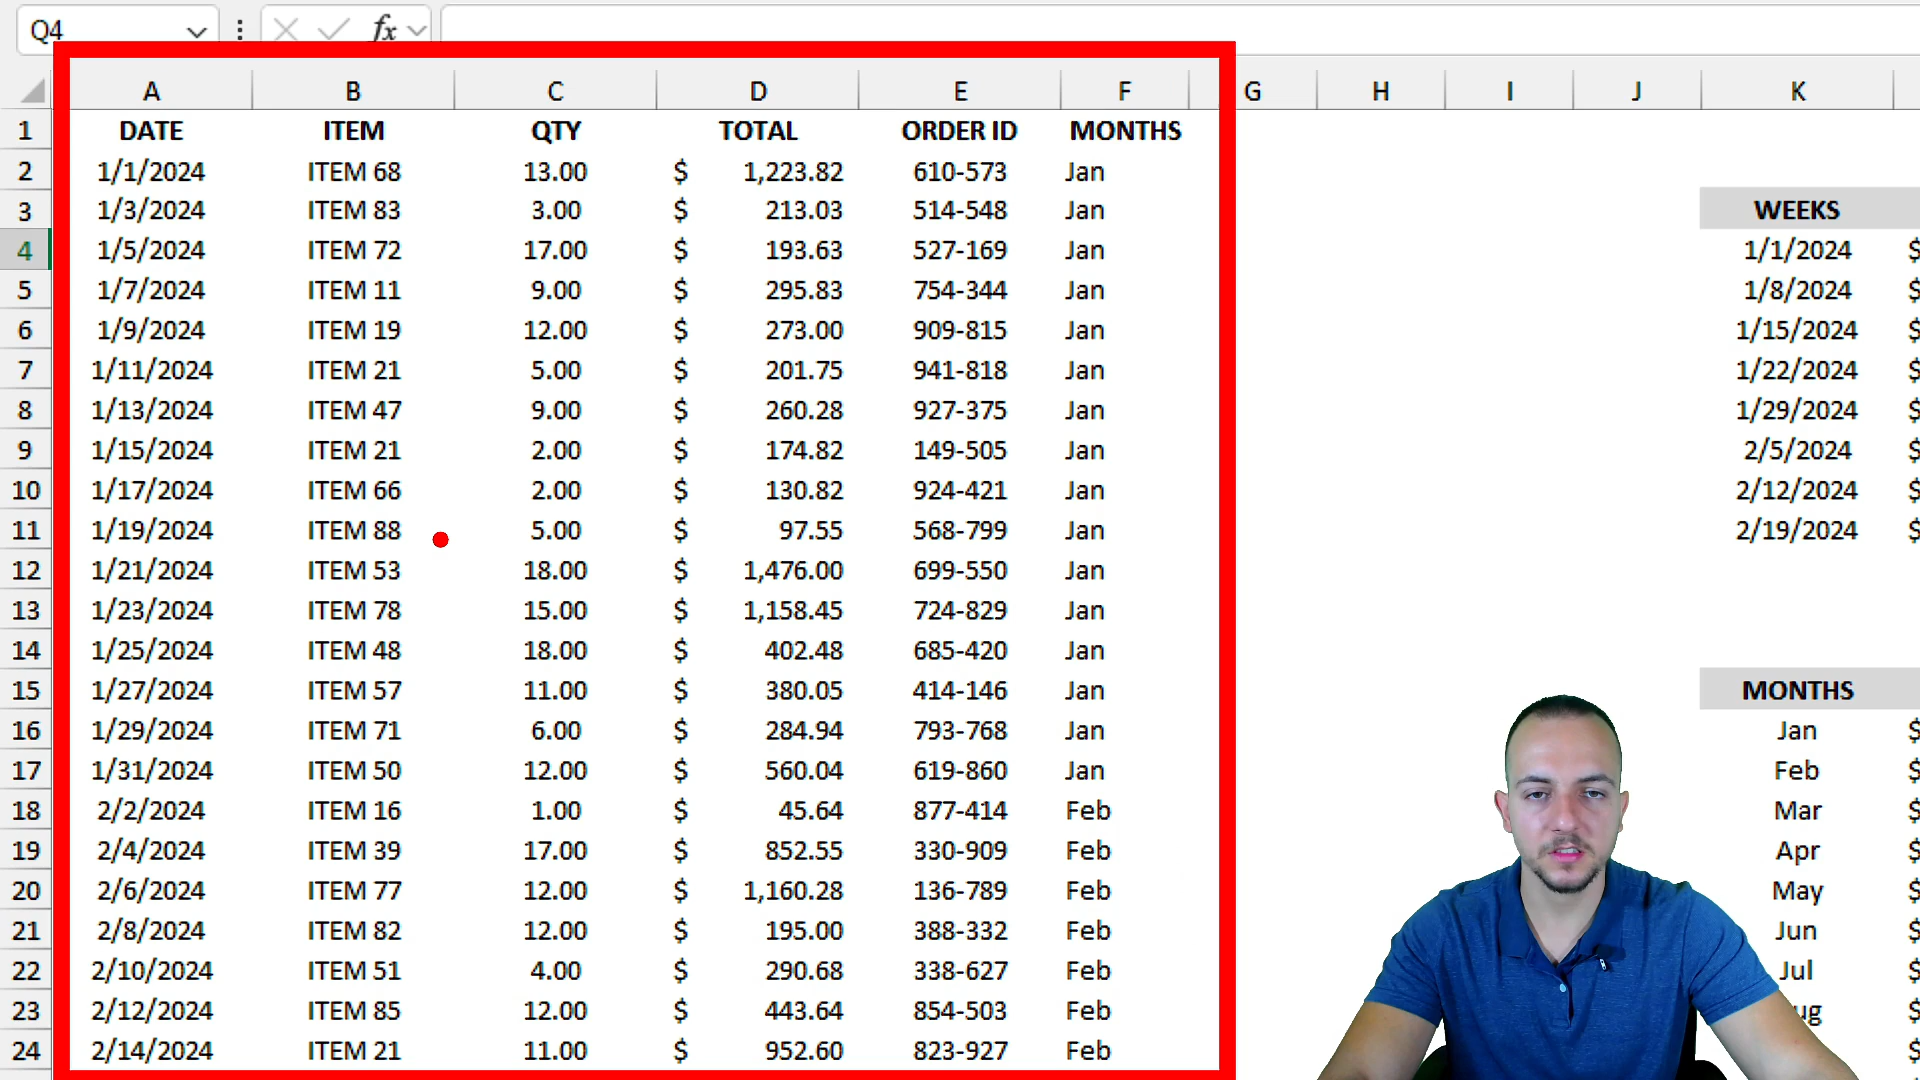 Q4 fx
A B C D E F G H I J K
1 DATE ITEM QTY TOTAL ORDER ID MONTHS
2 1/1/2024 ITEM 68 13.00 $ 1,223.82 610-573 Jan
3 1/3/2024 ITEM 83 3.00 $ 213.03 514-548 Jan WEEKS
4 1/5/2024 ITEM 72 17.00 $ 193.63 527-169 Jan 1/1/2024 $
5 1/7/2024 ITEM 11 9.00 $ 295.83 754-344 Jan 1/8/2024 $
6 1/9/2024 ITEM 19 12.00 $ 273.00 909-815 Jan 1/15/2024 $
7 1/11/2024 ITEM 21 5.00 $ 201.75 941-818 Jan 1/22/2024 $
8 1/13/2024 ITEM 47 9.00 $ 260.28 927-375 Jan 1/29/2024 $
9 1/15/2024 ITEM 21 2.00 $ 174.82 149-505 Jan 2/5/2024 $
10 1/17/2024 ITEM 66 2.00 $ 130.82 924-421 Jan 2/12/2024 $
11 1/19/2024 ITEM 88 5.00 $ 97.55 568-799 Jan 2/19/2024 $
12 1/21/2024 ITEM 53 18.00 $ 1,476.00 699-550 Jan
13 1/23/2024 ITEM 78 15.00 $ 1,158.45 724-829 Jan
14 1/25/2024 ITEM 48 18.00 $ 402.48 685-420 Jan
15 1/27/2024 ITEM 57 11.00 $ 380.05 414-146 Jan MONTHS
16 1/29/2024 ITEM 71 6.00 $ 284.94 793-768 Jan Jan $
17 1/31/2024 ITEM 50 12.00 $ 560.04 619-860 Jan Feb $
18 2/2/2024 ITEM 16 1.00 $ 45.64 877-414 Feb Mar $
19 2/4/2024 ITEM 39 17.00 $ 852.55 330-909 Feb Apr $
20 2/6/2024 ITEM 77 12.00 $ 1,160.28 136-789 Feb May $
21 2/8/2024 ITEM 82 12.00 $ 195.00 388-332 Feb Jun $
22 2/10/2024 ITEM 51 4.00 $ 290.68 338-627 Feb Jul $
23 2/12/2024 ITEM 85 12.00 $ 443.64 854-503 Feb ug $
24 2/14/2024 ITEM 21 11.00 $ 952.60 823-927 Feb $